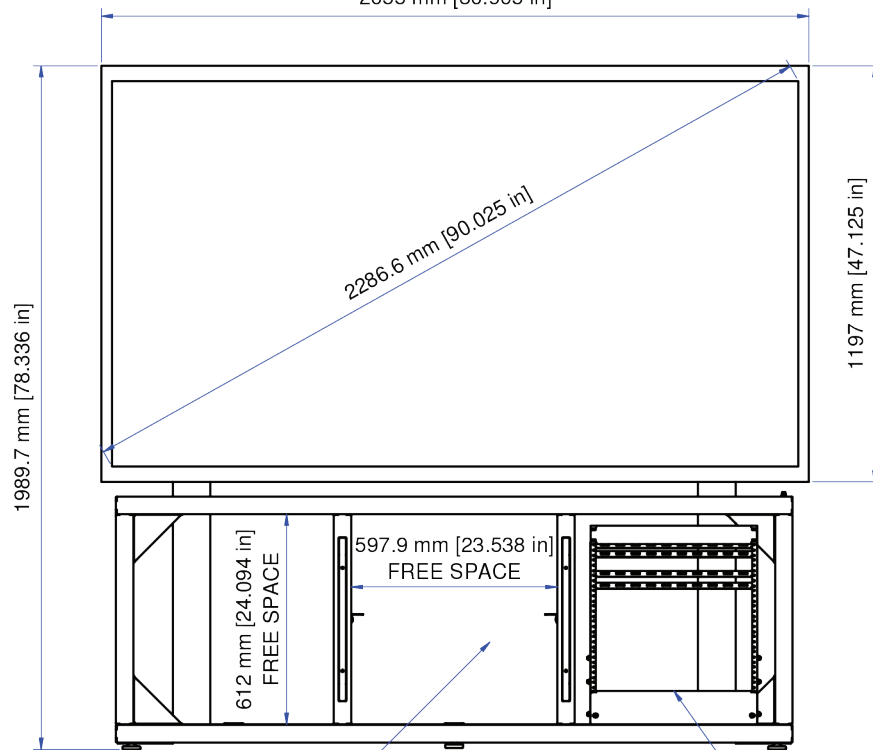 2286.6 mm [90.025 in]
1197 mm [47.125 in]
1989.7 mm [78.336 in]
597.9 mm [23.538 in]
FREE SPACE
612 mm [24.094 in]
FREE SPACE